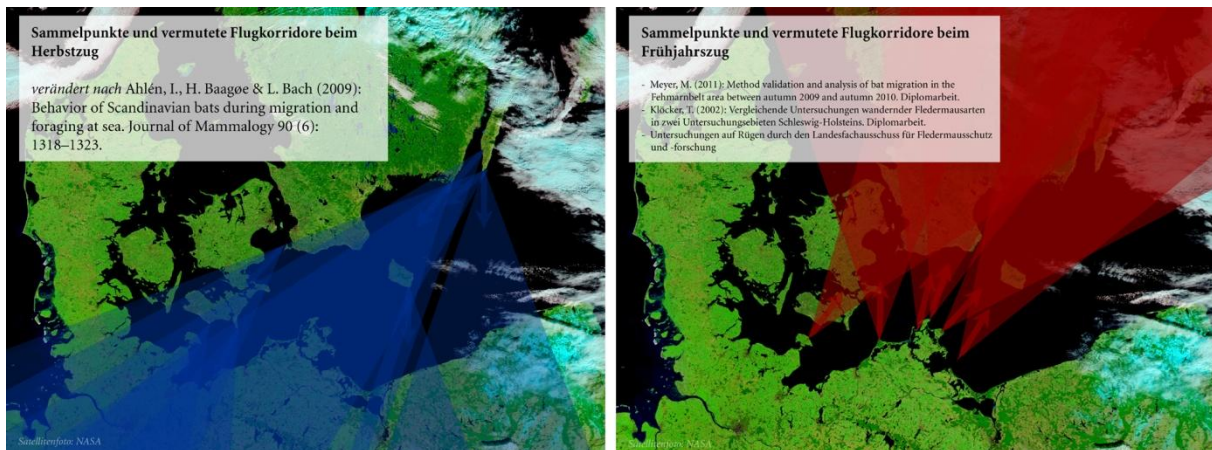 Sammelpunkte und vermutete Flugkorridore beim
Herbstzug
verändert nach Ahlén, I., H. Baagøe & L. Bach (2009):
Behavior of Scandinavian bats during migration and
foraging at sea. Journal of Mammalogy 90 (6):
1318–1323.
Satellitenfoto: NASA
Sammelpunkte und vermutete Flugkorridore beim
Frühjahrszug
- Meyer, M. (2011): Method validation and analysis of bat migration in the
Fehmarnbelt area between autumn 2009 and autumn 2010. Diplomarbeit.
- Klöcker, T. (2002): Vergleichende Untersuchungen wandernder Fledermausarten
in zwei Untersuchungsebieten Schleswig-Holsteins. Diplomarbeit.
- Untersuchungen auf Rügen durch den Landesfachausschuss für Fledermausschutz
und -forschung
Satellitenfoto: NASA